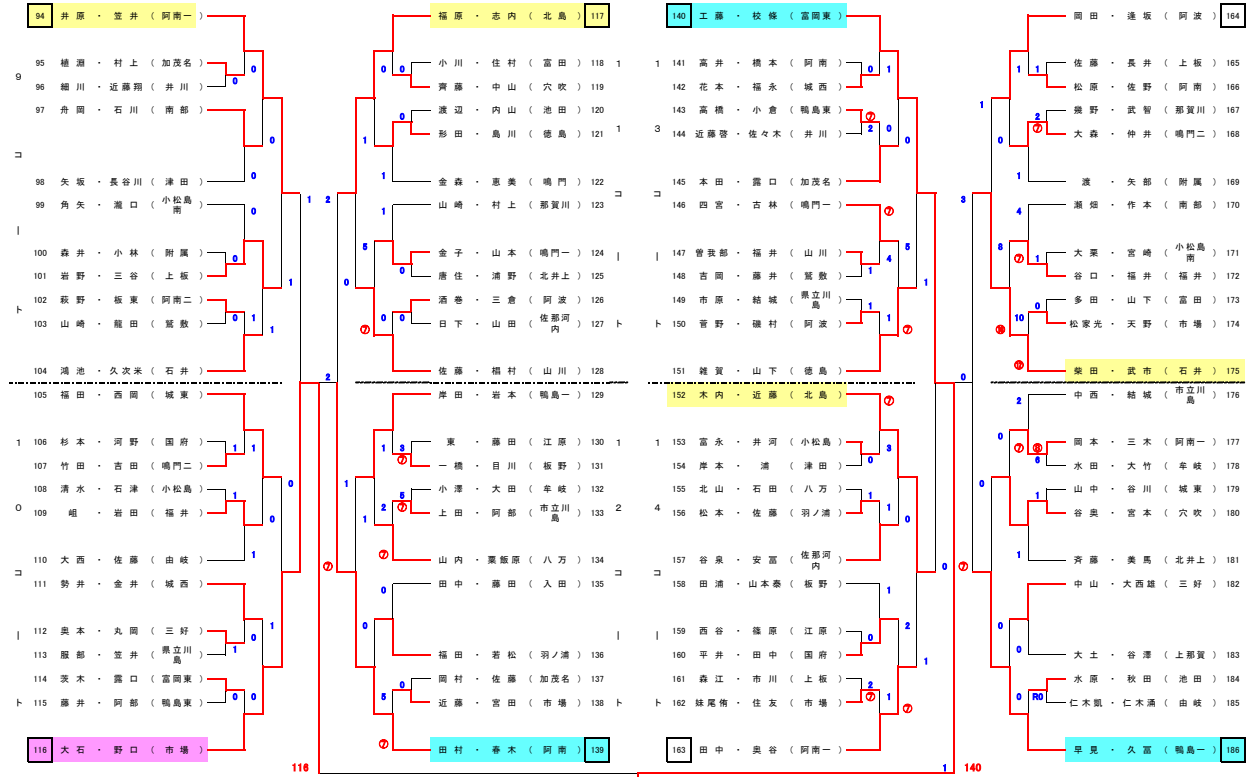 94 井原・笠井（阿南一）
95 植淵・村上（加茂名）
96 細川・近藤翔（井川）
97 舟岡・石川（南部）
98 矢坂・長谷川（津田）
99 角矢・瀧口（小松島南）
100 森井・小林（附属）
101 岩野・三谷（上板）
102 萩野・板東（阿南二）
103 山崎・龍田（鷲敷）
104 鴻池・久次米（石井）
9コート
105 福田・西岡（城東）
106 杉本・河野（国府）
107 竹田・吉田（鳴門二）
108 清水・石津（小松島）
109 岨・岩田（福井）
110 大西・佐藤（由岐）
111 勢井・金井（城西）
112 奥本・丸岡（三好）
113 服部・笠井（県立川島）
114 茨木・露口（富岡東）
115 藤井・阿部（鴨島東）
116 大石・野口（市場）
10コート
福原・志内（北島） 117
小川・住村（富田） 118
齊藤・中山（穴吹） 119
渡辺・内山（池田） 120
形田・島川（徳島） 121
金森・恵美（鳴門） 122
山崎・村上（那賀川） 123
金子・山本（鳴門一） 124
唐住・浦野（北井上） 125
酒巻・三倉（阿波） 126
日下・山田（佐那河内） 127
佐藤・椙村（山川） 128
11コート
岸田・岩本（鴨島一） 129
東・藤田（江原） 130
一橋・目川（板野） 131
小澤・大田（牟岐） 132
上田・阿部（市立川島） 133
山内・粟飯原（八万） 134
田中・藤田（入田） 135
福田・若松（羽ノ浦） 136
岡村・佐藤（加茂名） 137
近藤・宮田（市場） 138
田村・春木（阿南） 139
12コート
140 工藤・枝條（富岡東）
141 高井・橋本（阿南）
142 花本・福永（城西）
143 高橋・小倉（鴨島東）
144 近藤啓・佐々木（井川）
145 本田・露口（加茂名）
146 四宮・古林（鳴門一）
147 曽我部・福井（山川）
148 吉岡・藤井（鷲敷）
149 市原・結城（県立川島）
150 菅野・磯村（阿波）
151 雑賀・山下（徳島）
13コート
152 木内・近藤（北島）
153 富永・井河（小松島）
154 岸本・浦（津田）
155 北山・石田（八万）
156 松本・佐藤（羽ノ浦）
157 谷泉・安冨（佐那河内）
158 田浦・山本泰（板野）
159 西谷・篠原（江原）
160 平井・田中（国府）
161 森江・市川（上板）
162 妹尾侑・住友（市場）
163 田中・奥谷（阿南一）
14コート
岡田・逢坂（阿波） 164
佐藤・長井（上板） 165
松原・佐野（阿南） 166
幾野・武智（那賀川） 167
大森・仲井（鳴門二） 168
渡・矢部（附属） 169
瀬畑・作本（南部） 170
大栗・宮崎（小松島南） 171
谷口・福井（福井） 172
多田・山下（富田） 173
松家光・天野（市場） 174
柴田・武市（石井） 175
中西・結城（市立川島） 176
岡本・三木（阿南一） 177
水田・大竹（牟岐） 178
山中・谷川（城東） 179
谷奥・宮本（穴吹） 180
斉藤・美馬（北井上） 181
中山・大西雄（三好） 182
大土・谷澤（上那賀） 183
水原・秋田（池田） 184
仁木凱・仁木涌（由岐） 185
早見・久冨（鴨島一） 186
R0
116
1
140